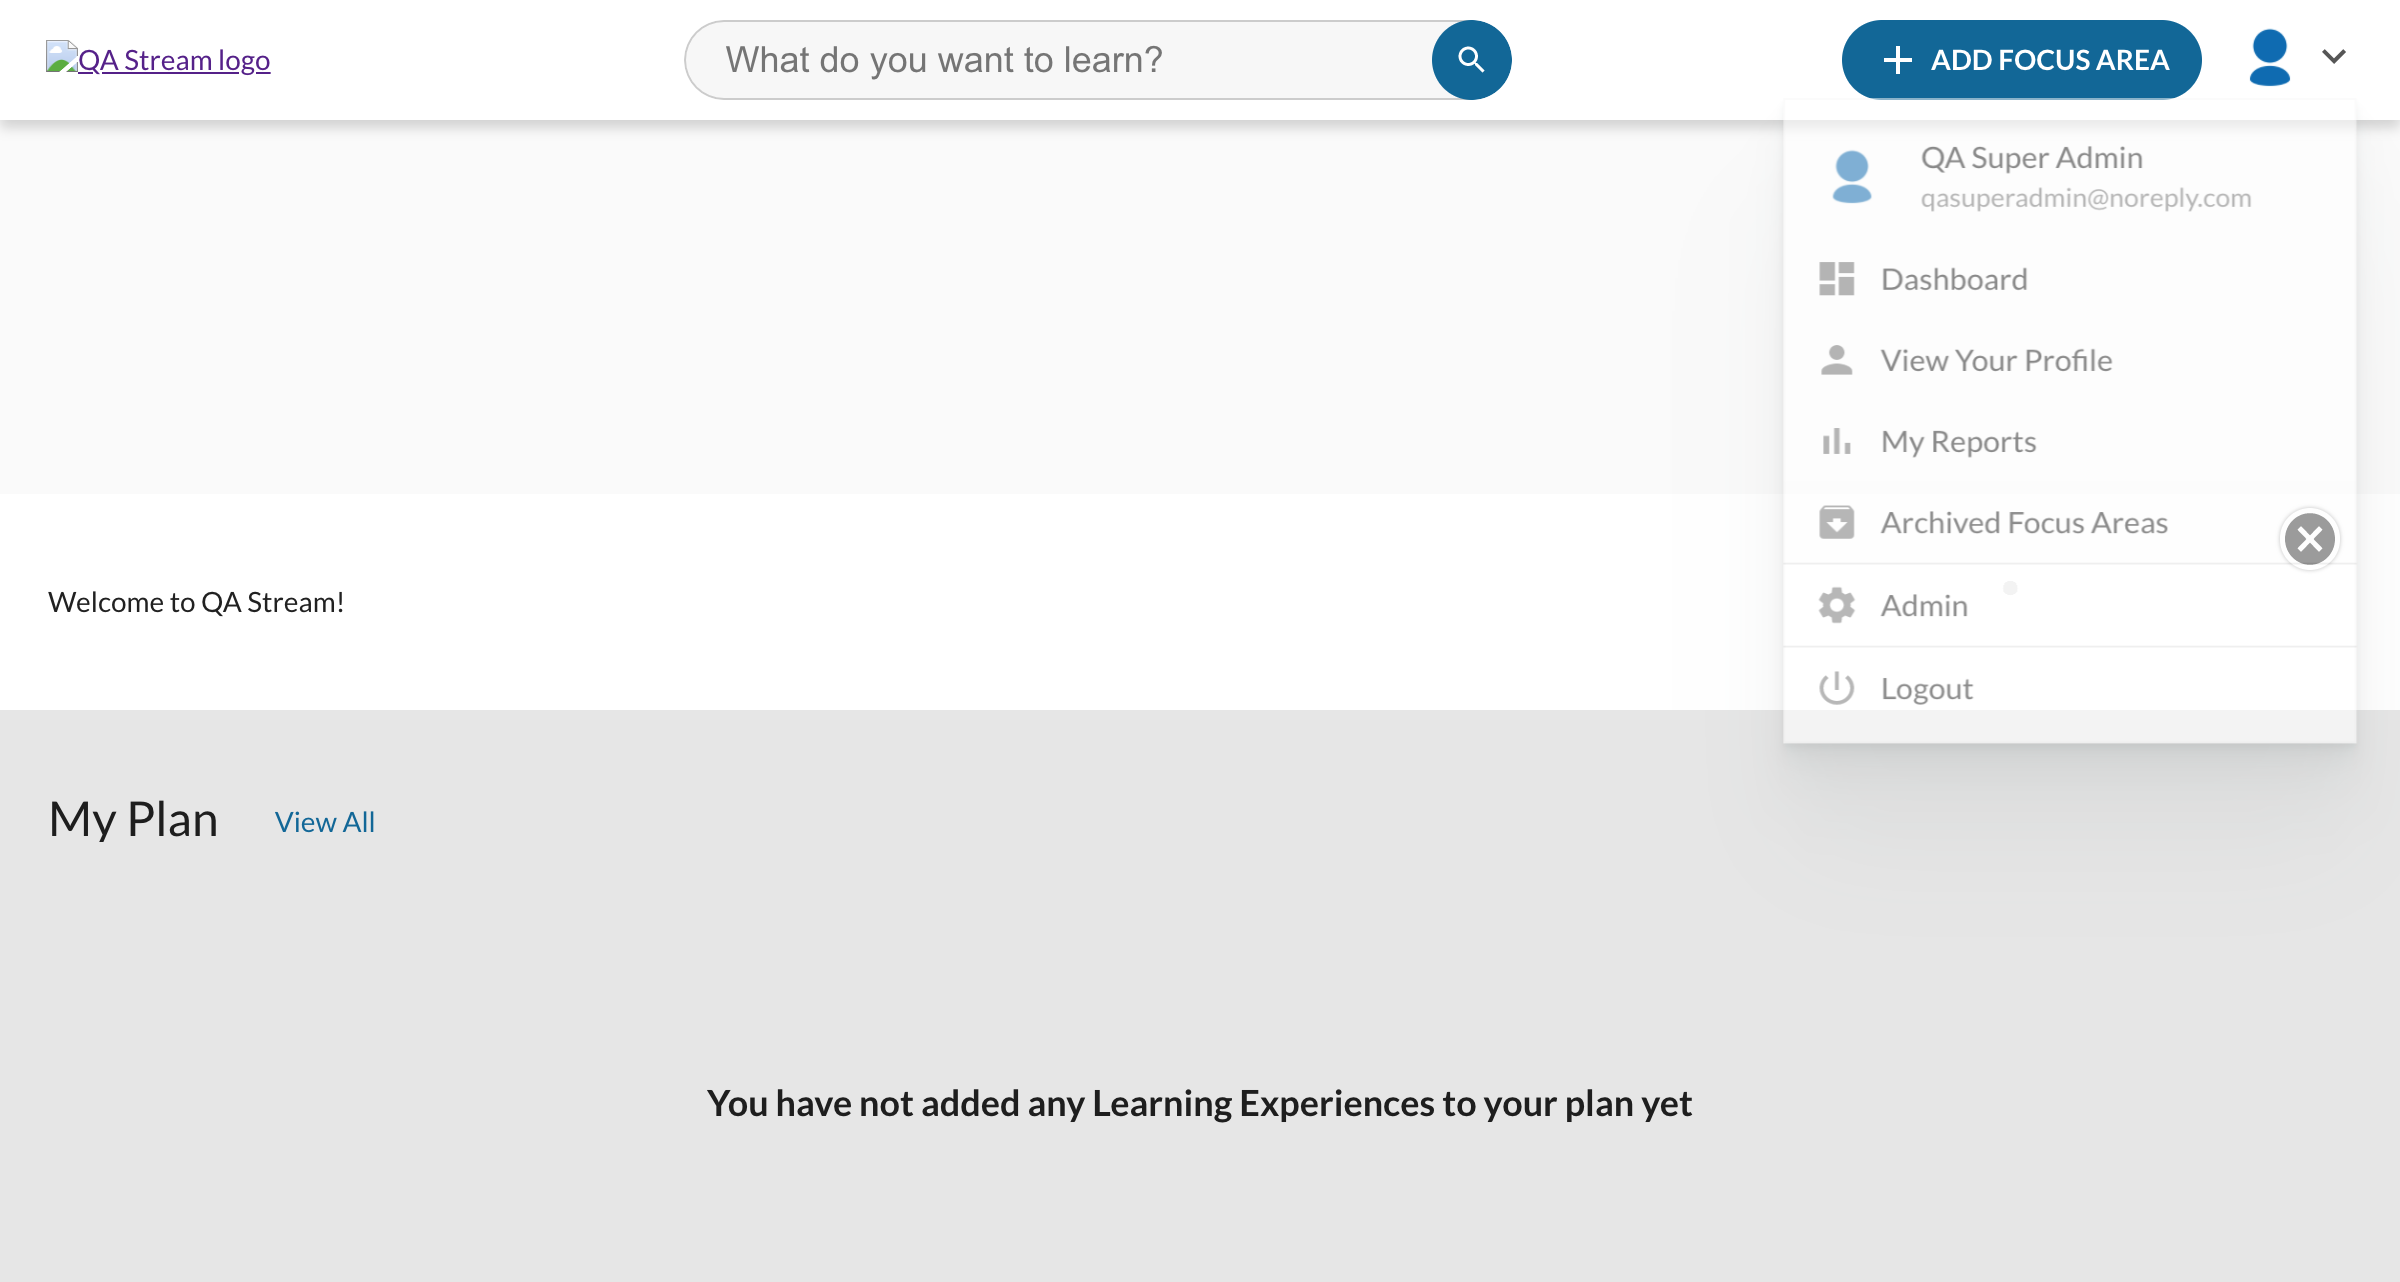 QA Stream logo
What do you want to learn?
ADD FOCUS AREA
QA Super Admin
qasuperadmin@noreply.com
Dashboard
View Your Profile
My Reports
Archived Focus Areas
Admin
Logout
Welcome to QA Stream!
My Plan
View All
You have not added any Learning Experiences to your plan yet